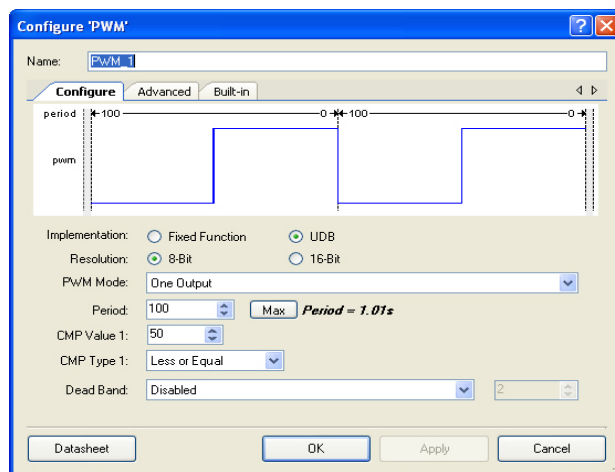 Configure 'PWM'
Name: PWM_1
Configure Advanced Built-in
period 100 0 100 0
pwm
Implementation: Fixed Function UDB
Resolution: 8-Bit 16-Bit
PWM Mode: One Output
Period: 100 Max Period = 1.01s
CMP Value 1: 50
CMP Type 1: Less or Equal
Dead Band: Disabled 2
Datasheet OK Apply Cancel